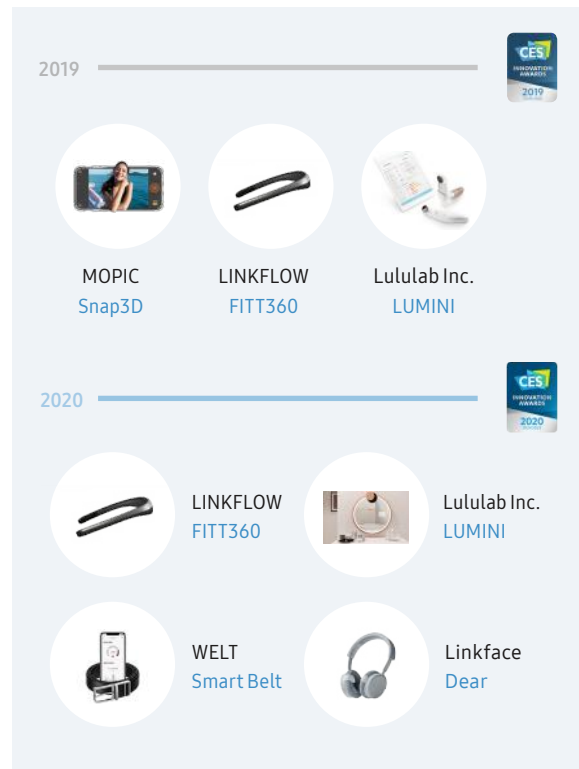 2019
CES
INNOVATION
AWARDS
2019
MOPIC
Snap3D
LINKFLOW
FITT360
Lululab Inc.
LUMINI
2020
CES
INNOVATION
AWARDS
2020
LINKFLOW
FITT360
Lululab Inc.
LUMINI
WELT
Smart Belt
Linkface
Dear